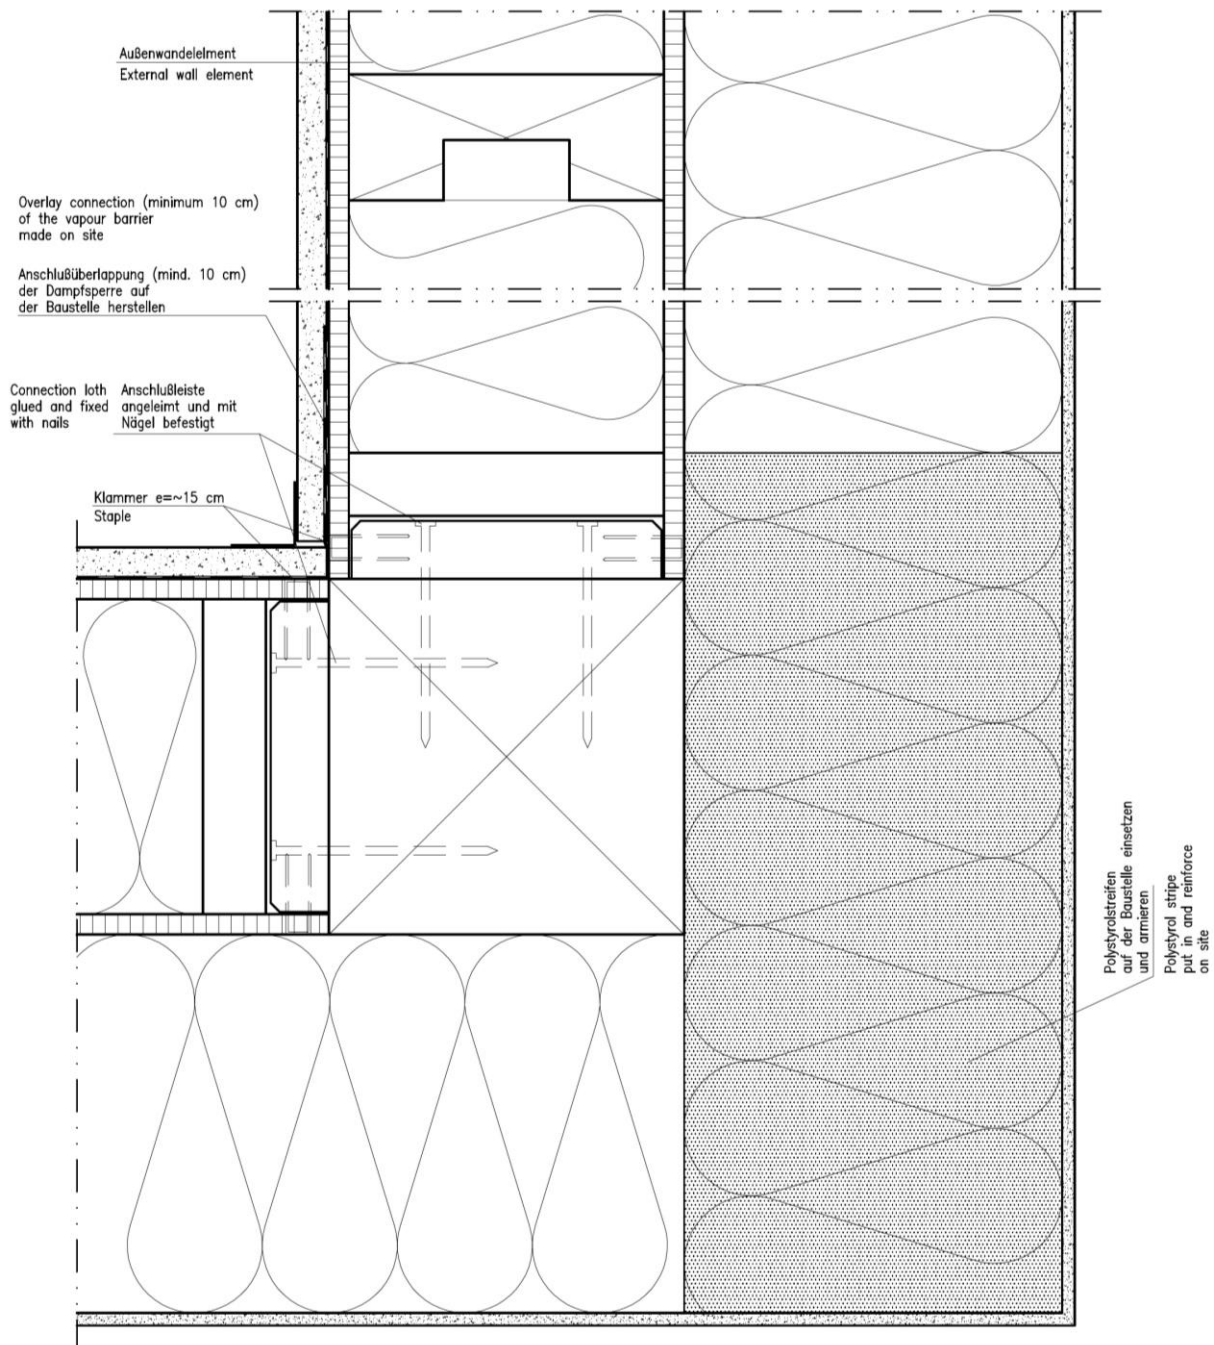 Außenwandelelment
External wall element
Overlay connection (minimum 10 cm)
of the vapour barrier
made on site
Anschlußüberlappung (mind. 10 cm)
der Dampfsperre auf
der Baustelle herstellen
Connection loth
glued and fixed
with nails
Anschlußleiste
angeleimt und mit
Nägel befestigt
Klammer e=~15 cm
Staple
Polystyrolstreifen
auf der Baustelle einsetzen
und armieren
Polystyrol stripe
put in and reinforce
on site